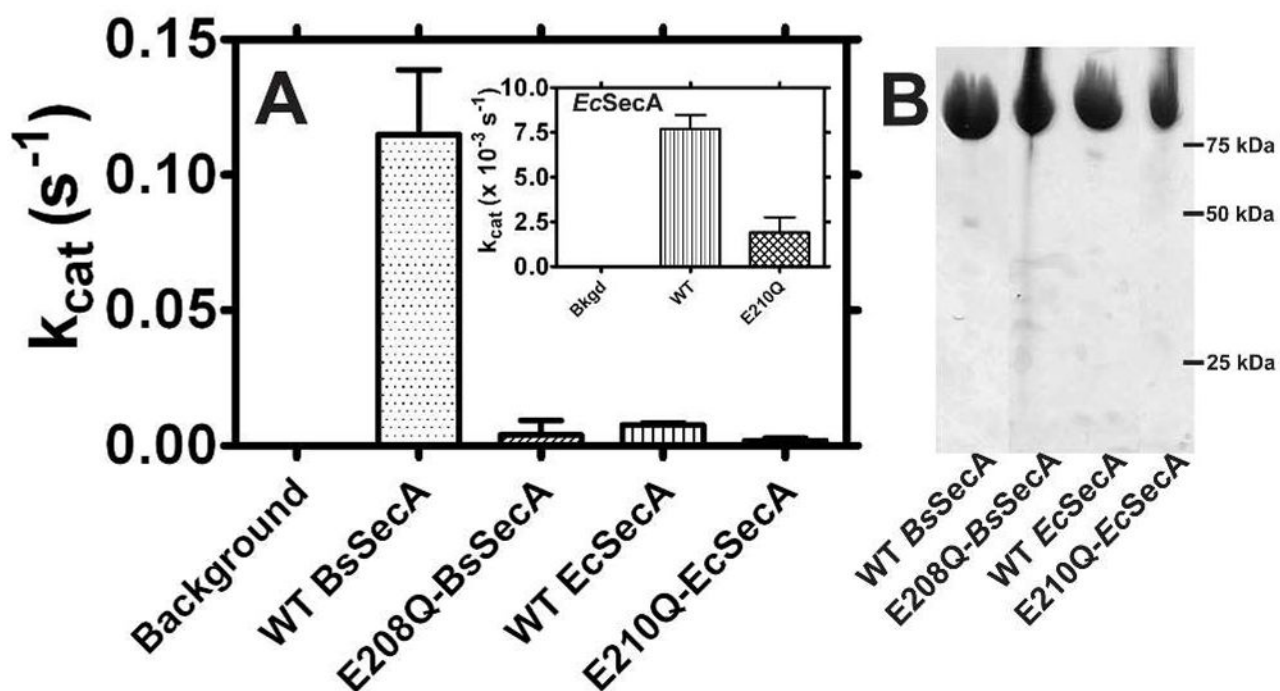 A
k_cat (s^-1)
0.15
0.10
0.05
0.00
Background
WT BsSecA
E208Q-BsSecA
WT EcSecA
E210Q-EcSecA
EcSecA
k_cat (x 10^-3 s^-1)
10.0
7.5
5.0
2.5
0.0
Bkgd
WT
E210Q
B
75 kDa
50 kDa
25 kDa
WT BsSecA
E208Q-BsSecA
WT EcSecA
E210Q-EcSecA